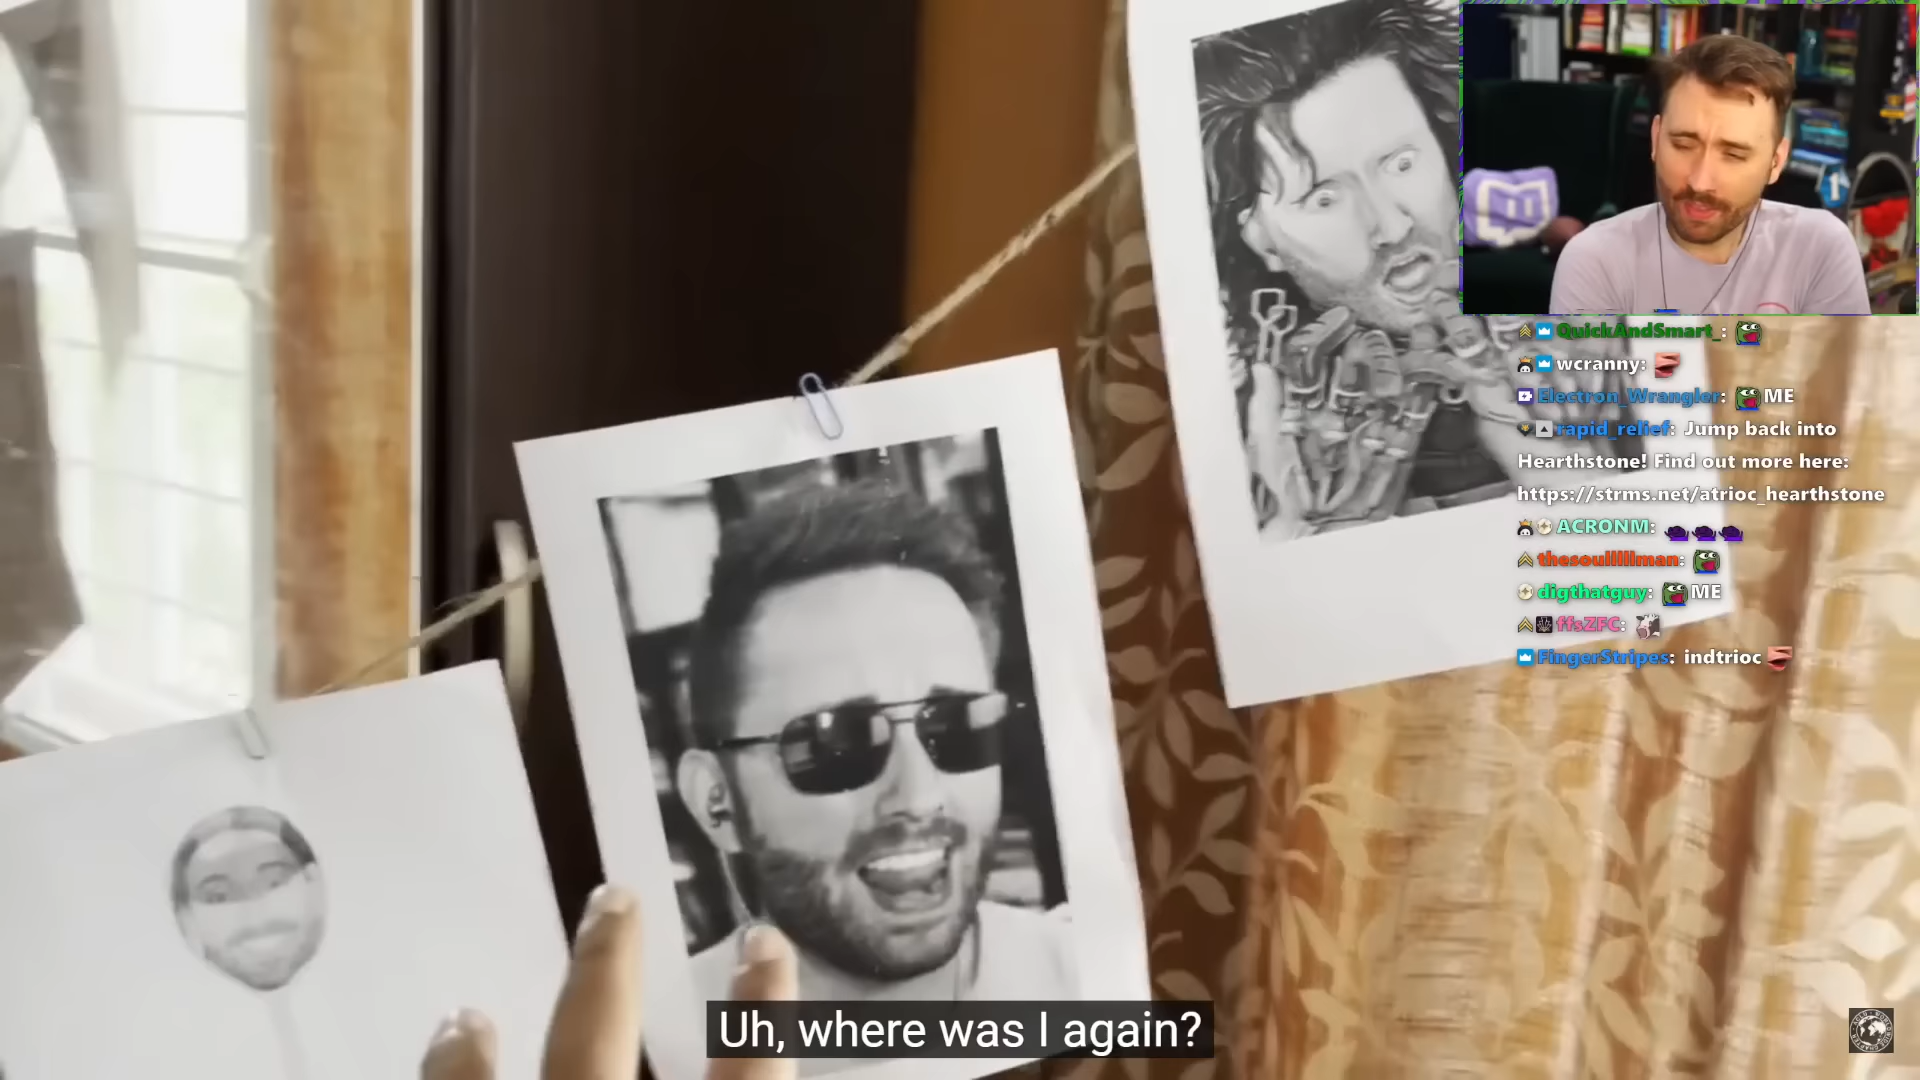 QuickAndSmart_:
wcranny:
Electron_Wrangler: ME
rapid_relief: Jump back into
Hearthstone! Find out more here:
https://strms.net/atrioc_hearthstone
ACRONM:
thesoulllllman:
digthatguy: ME
ffsZFC:
FingerStripes: indtrioc
Uh, where was I again?